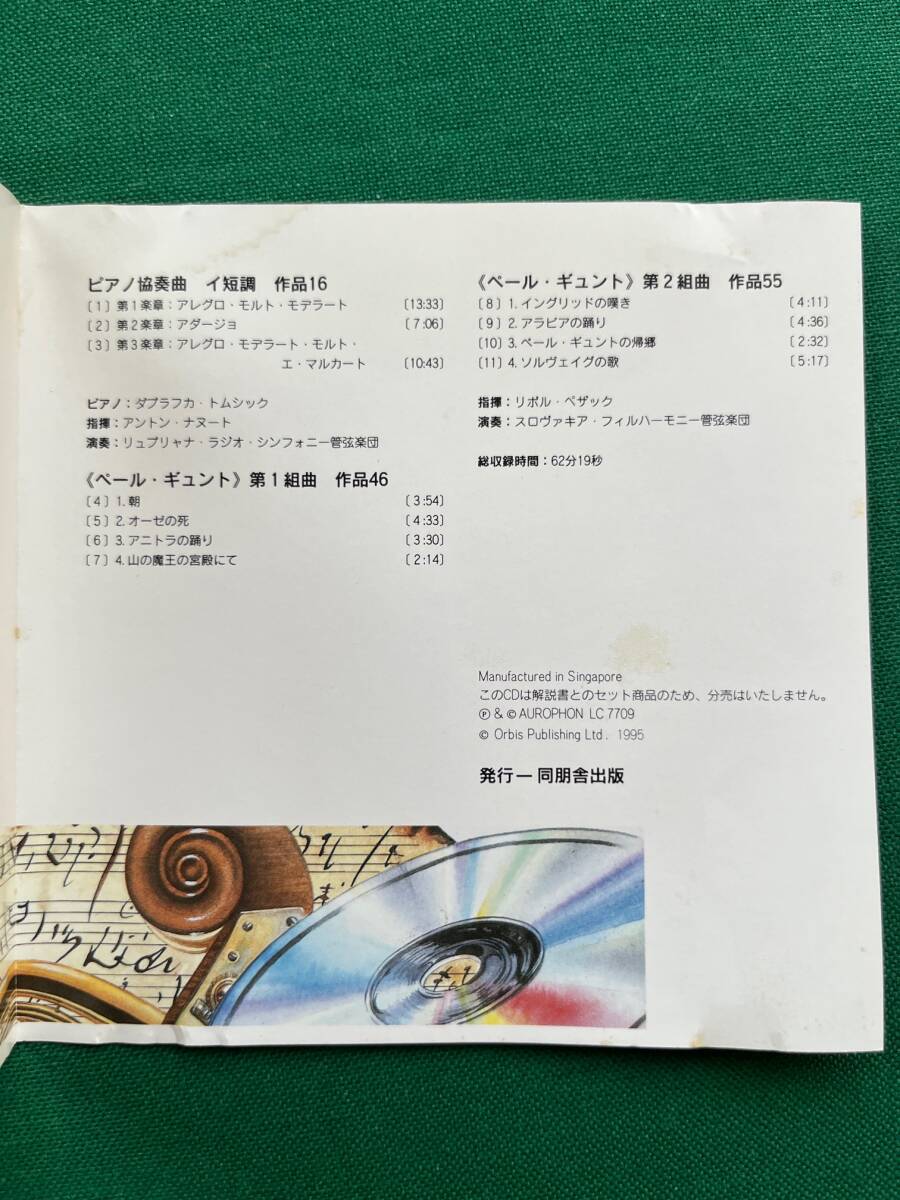 ピアノ協奏曲　イ短調　作品16
〔1〕第1楽章：アレグロ・モルト・モデラート　〔13:33〕
〔2〕第2楽章：アダージョ　〔7:06〕
〔3〕第3楽章：アレグロ・モデラート・モルト・
エ・マルカート　〔10:43〕
ピアノ：ダブラフカ・トムシック
指揮：アントン・ナヌート
演奏：リュブリャナ・ラジオ・シンフォニー管弦楽団
《ペール・ギュント》第1組曲　作品46
〔4〕1.朝　〔3:54〕
〔5〕2.オーゼの死　〔4:33〕
〔6〕3.アニトラの踊り　〔3:30〕
〔7〕4.山の魔王の宮殿にて　〔2:14〕
《ペール・ギュント》第2組曲　作品55
〔8〕1.イングリッドの嘆き　〔4:11〕
〔9〕2.アラビアの踊り　〔4:36〕
〔10〕3.ペール・ギュントの帰郷　〔2:32〕
〔11〕4.ソルヴェイグの歌　〔5:17〕
指揮：リボル・ペザック
演奏：スロヴァキア・フィルハーモニー管弦楽団
総収録時間：62分19秒
Manufactured in Singapore
このCDは解説書とのセット商品のため、分売はいたしません。
℗ & © AUROPHON LC 7709
© Orbis Publishing Ltd. 1995
発行―同朋舎出版